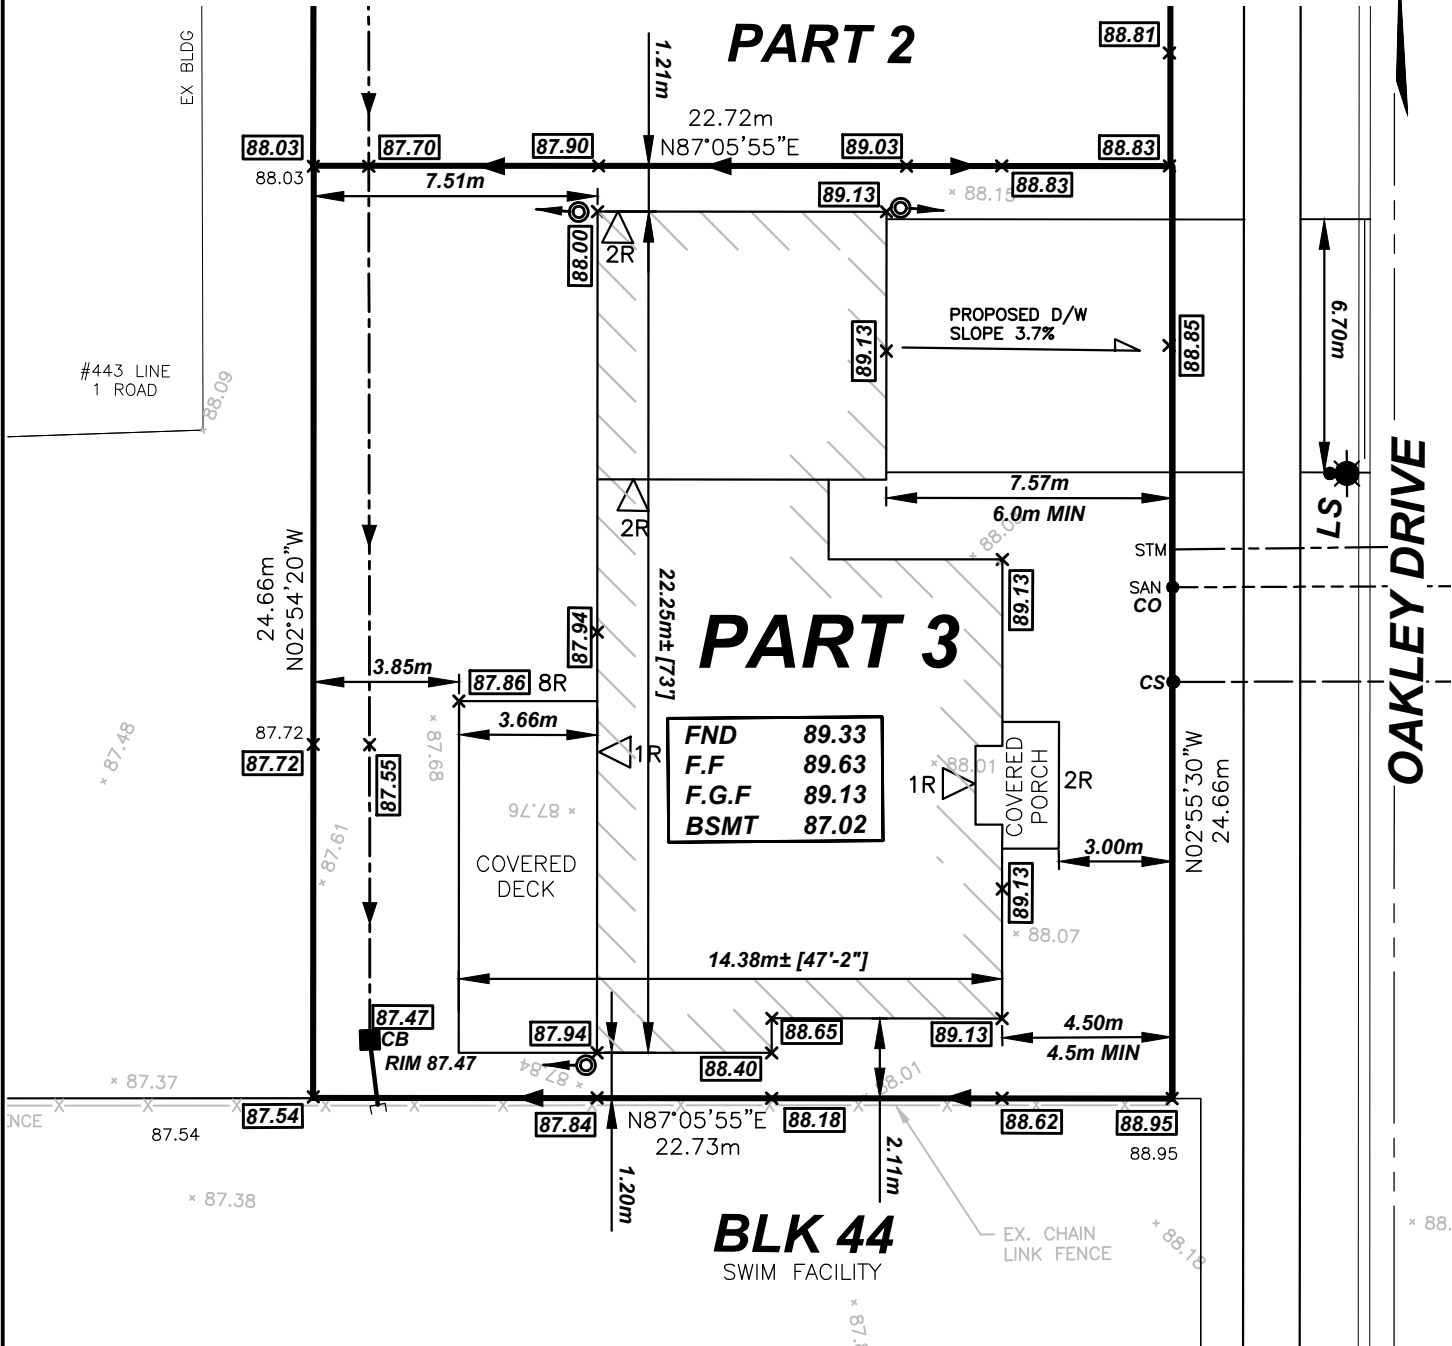 PART 2
88.81
EX BLDG
1.21m
22.72m
N87°05'55"E
88.03
87.70
87.90
89.03
88.83
88.03
7.51m
89.13
88.83
88.15
88.00
2R
PROPOSED D/W
SLOPE 3.7%
89.13
88.85
6.70m
#443 LINE
1 ROAD
88.09
7.57m
6.0m MIN
2R
LS
OAKLEY DRIVE
STM
SAN
CO
CS
24.66m
N02°54'20"W
22.25m± [73']
87.94
89.13
PART 3
3.85m
87.86 8R
3.66m
1R
FND 89.33
F.F 89.63
F.G.F 89.13
BSMT 87.02
88.01
1R
COVERED
PORCH
2R
N02°55'30"W
24.66m
87.48
87.72
87.72
87.55
87.68
87.76
87.61
COVERED
DECK
3.00m
89.13
88.07
14.38m± [47'-2"]
87.47
CB
RIM 87.47
87.94
88.65
89.13
4.50m
4.5m MIN
88.40
87.84
88.01
87.37
87.54
87.84
N87°05'55"E
22.73m
88.18
88.62
88.95
88.95
87.54
87.38
1.20m
2.11m
BLK 44
SWIM FACILITY
EX. CHAIN
LINK FENCE
88.18